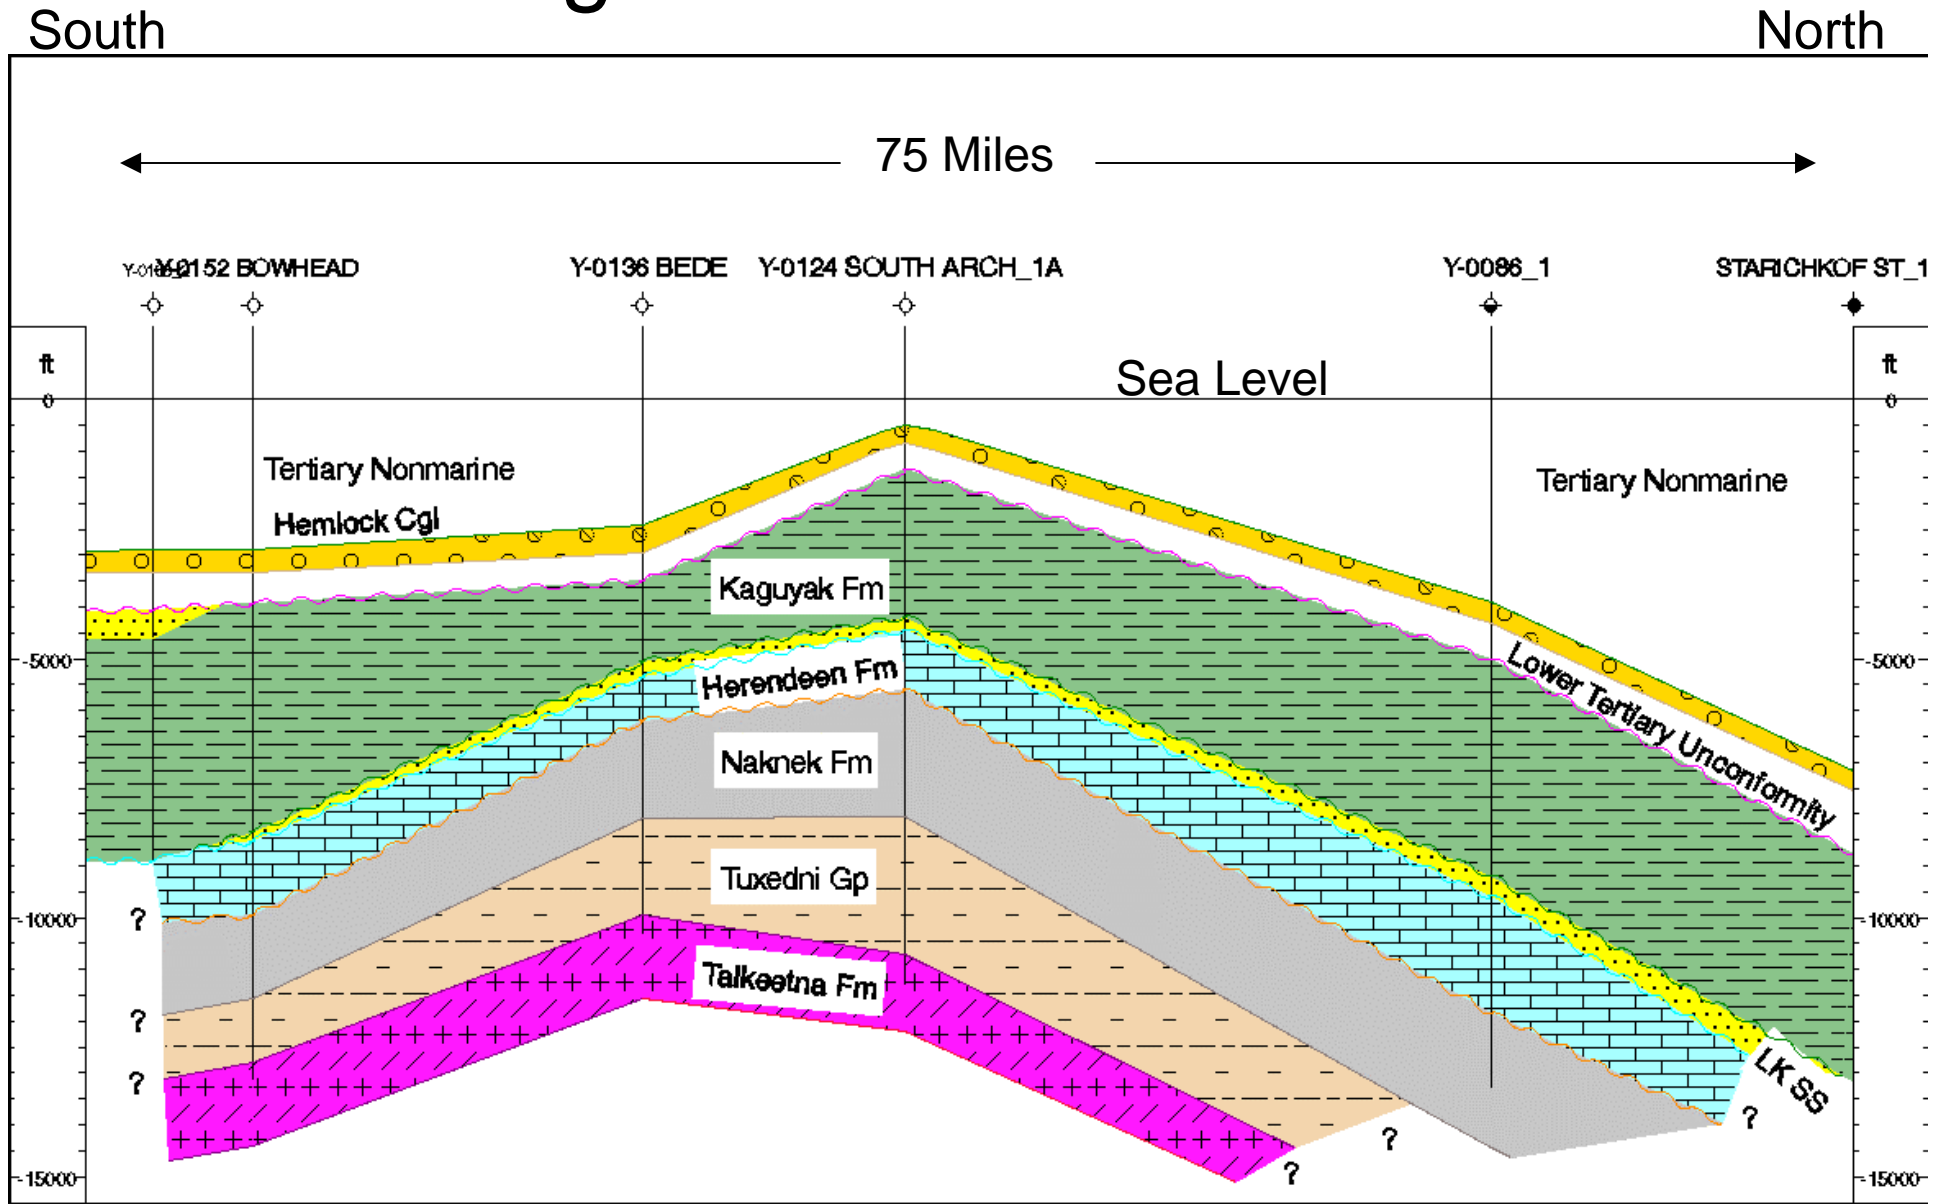 South
North
75 Miles
Y-0152 BOWHEAD
Y-0136 BEDE
Y-0124 SOUTH ARCH_1A
Y-0086_1
STARICHKOF ST_1
ft
ft
Sea Level
0
0
Tertiary Nonmarine
Tertiary Nonmarine
Hemlock Cgl
Kaguyak Fm
-5000
-5000
Lower Tertiary Unconformity
Herendeen Fm
Naknek Fm
Tuxedni Gp
?
-10000
-10000
Talkeetna Fm
?
?
LK SS
?
?
?
-15000
-15000